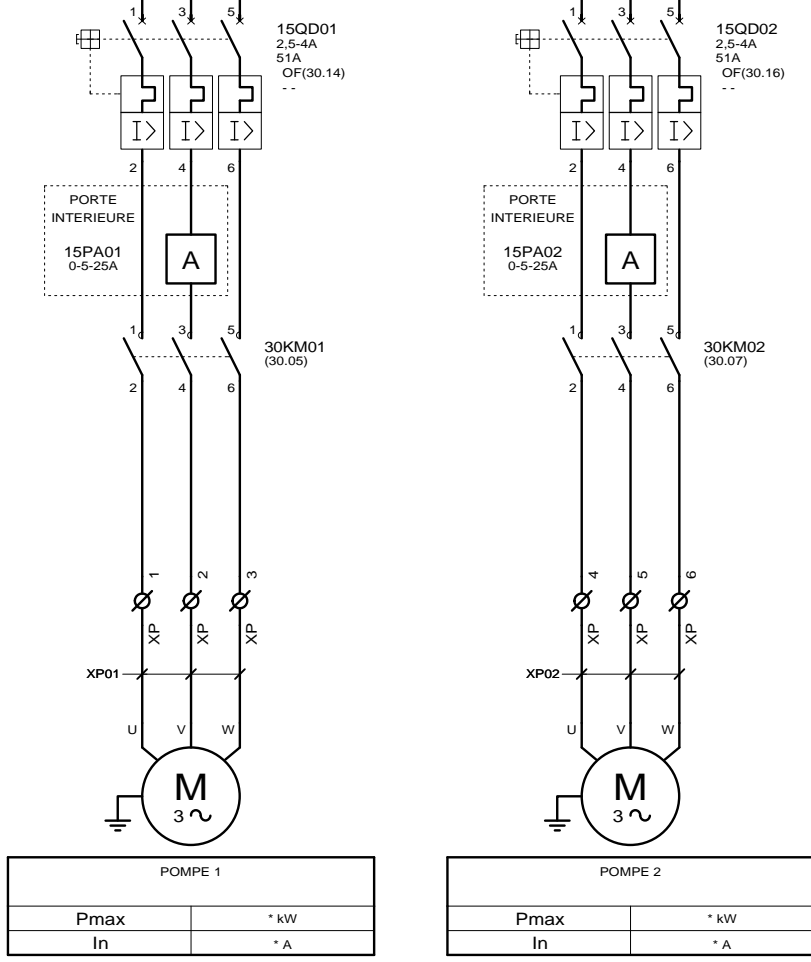 1 3 5
15QD01
2,5-4A
51A
OF(30.14)
- -
I> I> I>
2 4 6
PORTE
INTERIEURE
15PA01
0-5-25A
A
1 3 5
30KM01
(30.05)
2 4 6
1 2 3
XP XP XP
XP01
U V W
M
3 ~
POMPE 1
Pmax * kW
In * A
1 3 5
15QD02
2,5-4A
51A
OF(30.16)
- -
I> I> I>
2 4 6
PORTE
INTERIEURE
15PA02
0-5-25A
A
1 3 5
30KM02
(30.07)
2 4 6
4 5 6
XP XP XP
XP02
U V W
M
3 ~
POMPE 2
Pmax * kW
In * A